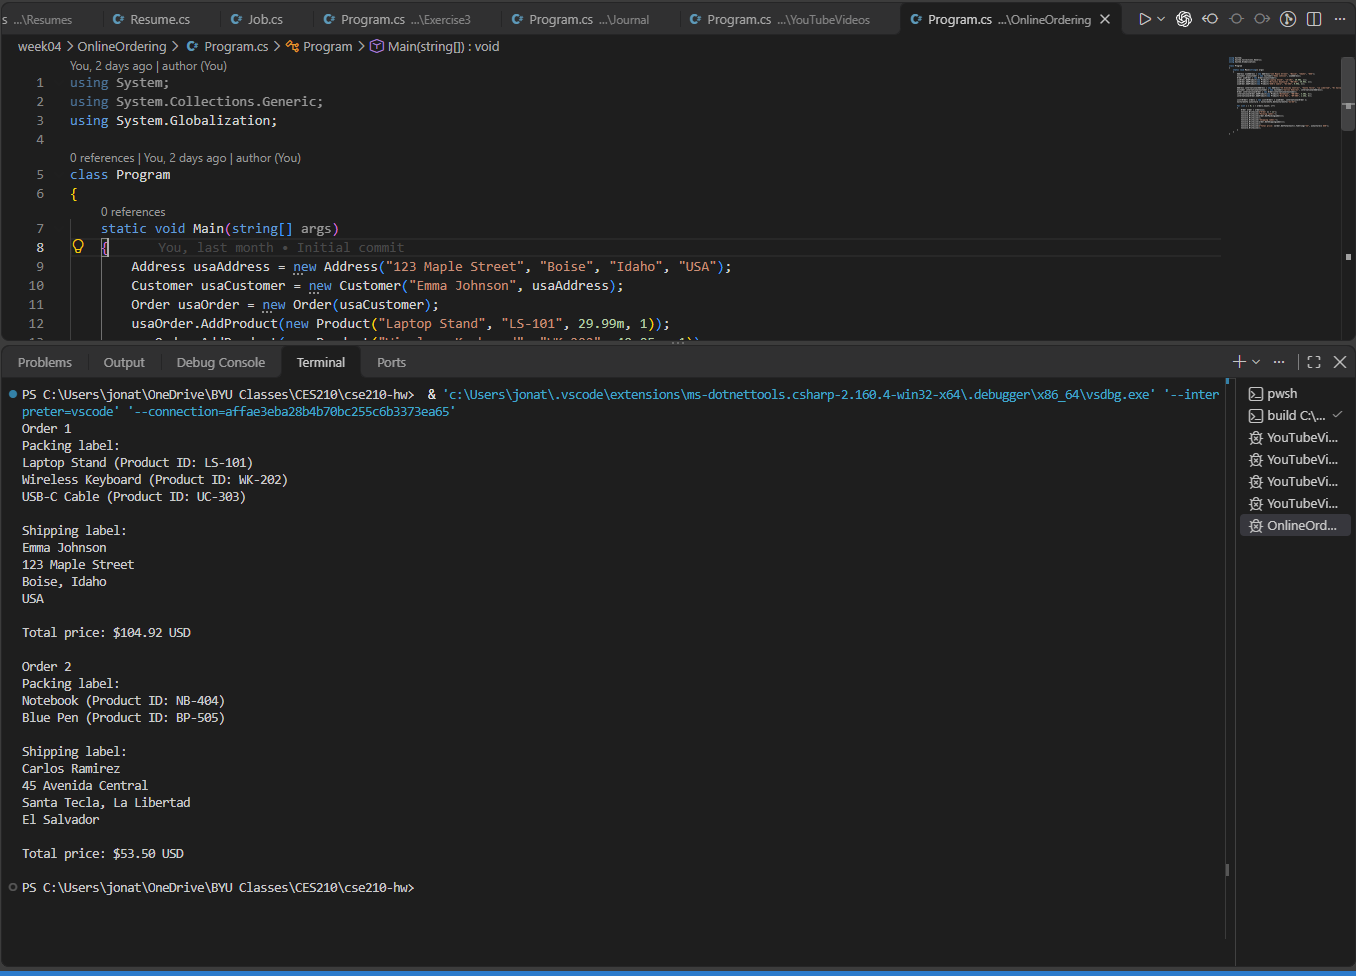 s ...\Resumes C# Resume.cs C# Job.cs C# Program.cs ...\Exercise3 C# Program.cs ...\Journal C# Program.cs ...\YouTubeVideos C# Program.cs ...\OnlineOrdering
week04 > OnlineOrdering > C# Program.cs > Program > Main(string[]) : void
You, 2 days ago | author (You)
1 using System;
2 using System.Collections.Generic;
3 using System.Globalization;
4
0 references | You, 2 days ago | author (You)
5 class Program
6 {
0 references
7 static void Main(string[] args)
8 { You, last month • Initial commit
9 Address usaAddress = new Address("123 Maple Street", "Boise", "Idaho", "USA");
10 Customer usaCustomer = new Customer("Emma Johnson", usaAddress);
11 Order usaOrder = new Order(usaCustomer);
12 usaOrder.AddProduct(new Product("Laptop Stand", "LS-101", 29.99m, 1));
Problems Output Debug Console Terminal Ports
PS C:\Users\jonat\OneDrive\BYU Classes\CES210\cse210-hw> & 'c:\Users\jonat\.vscode\extensions\ms-dotnettools.csharp-2.160.4-win32-x64\.debugger\x86_64\vsdbg.exe' '--inter
preter=vscode' '--connection=affae3eba28b4b70bc255c6b3373ea65'
Order 1
Packing label:
Laptop Stand (Product ID: LS-101)
Wireless Keyboard (Product ID: WK-202)
USB-C Cable (Product ID: UC-303)
Shipping label:
Emma Johnson
123 Maple Street
Boise, Idaho
USA
Total price: $104.92 USD
Order 2
Packing label:
Notebook (Product ID: NB-404)
Blue Pen (Product ID: BP-505)
Shipping label:
Carlos Ramirez
45 Avenida Central
Santa Tecla, La Libertad
El Salvador
Total price: $53.50 USD
PS C:\Users\jonat\OneDrive\BYU Classes\CES210\cse210-hw>
pwsh
build C:\...
YouTubeVi...
YouTubeVi...
YouTubeVi...
YouTubeVi...
OnlineOrd...